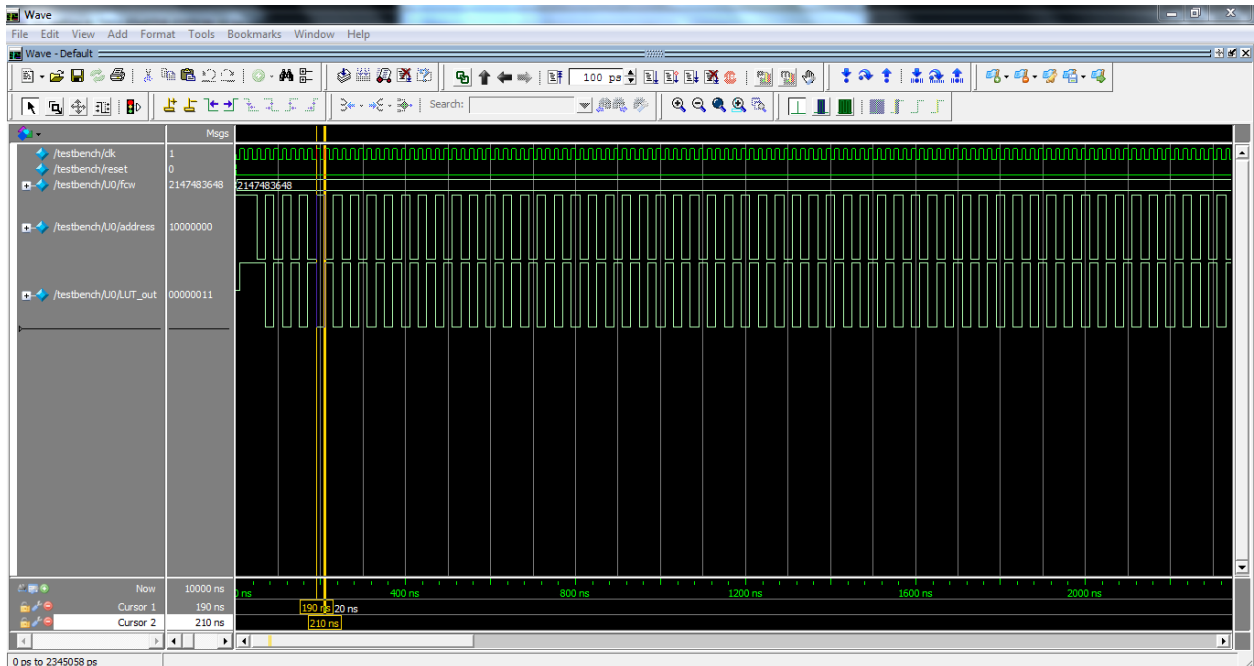 Wave
File Edit View Add Format Tools Bookmarks Window Help
Wave - Default
100 ps
Search:
Msgs
/testbench/clk 1
/testbench/reset 0
/testbench/U0/fcw 2147483648 2147483648
/testbench/U0/address 10000000
/testbench/U0/LUT_out 00000011
Now 10000 ns ns 400 ns 800 ns 1200 ns 1600 ns 2000 ns
Cursor 1 190 ns 190 ns 20 ns
Cursor 2 210 ns 210 ns
0 ps to 2345058 ps